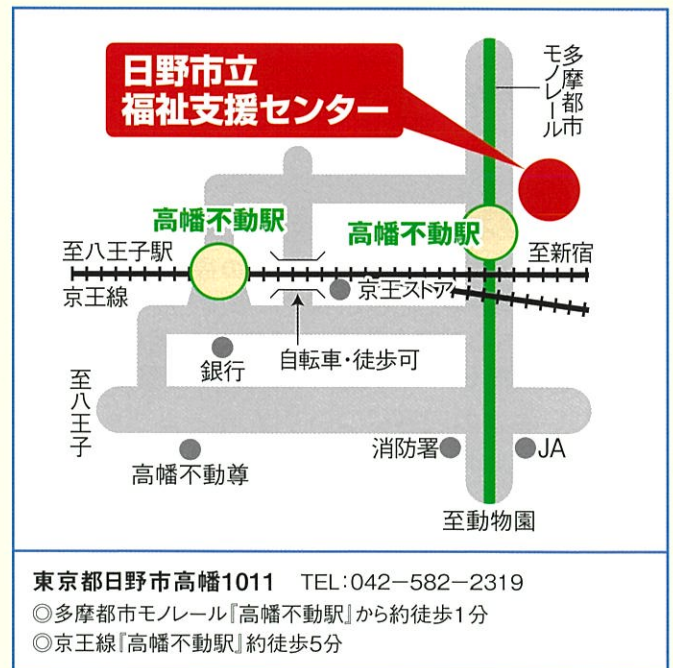 日野市立
福祉支援センター
多摩都市
モノレール
高幡不動駅
高幡不動駅
至八王子駅
至新宿
京王線
京王ストア
銀行
自転車・徒歩可
至八王子
高幡不動尊
消防署
JA
至動物園
東京都日野市高幡1011 TEL:042-582-2319
◎多摩都市モノレール『高幡不動駅』から約徒歩1分
◎京王線『高幡不動駅』約徒歩5分